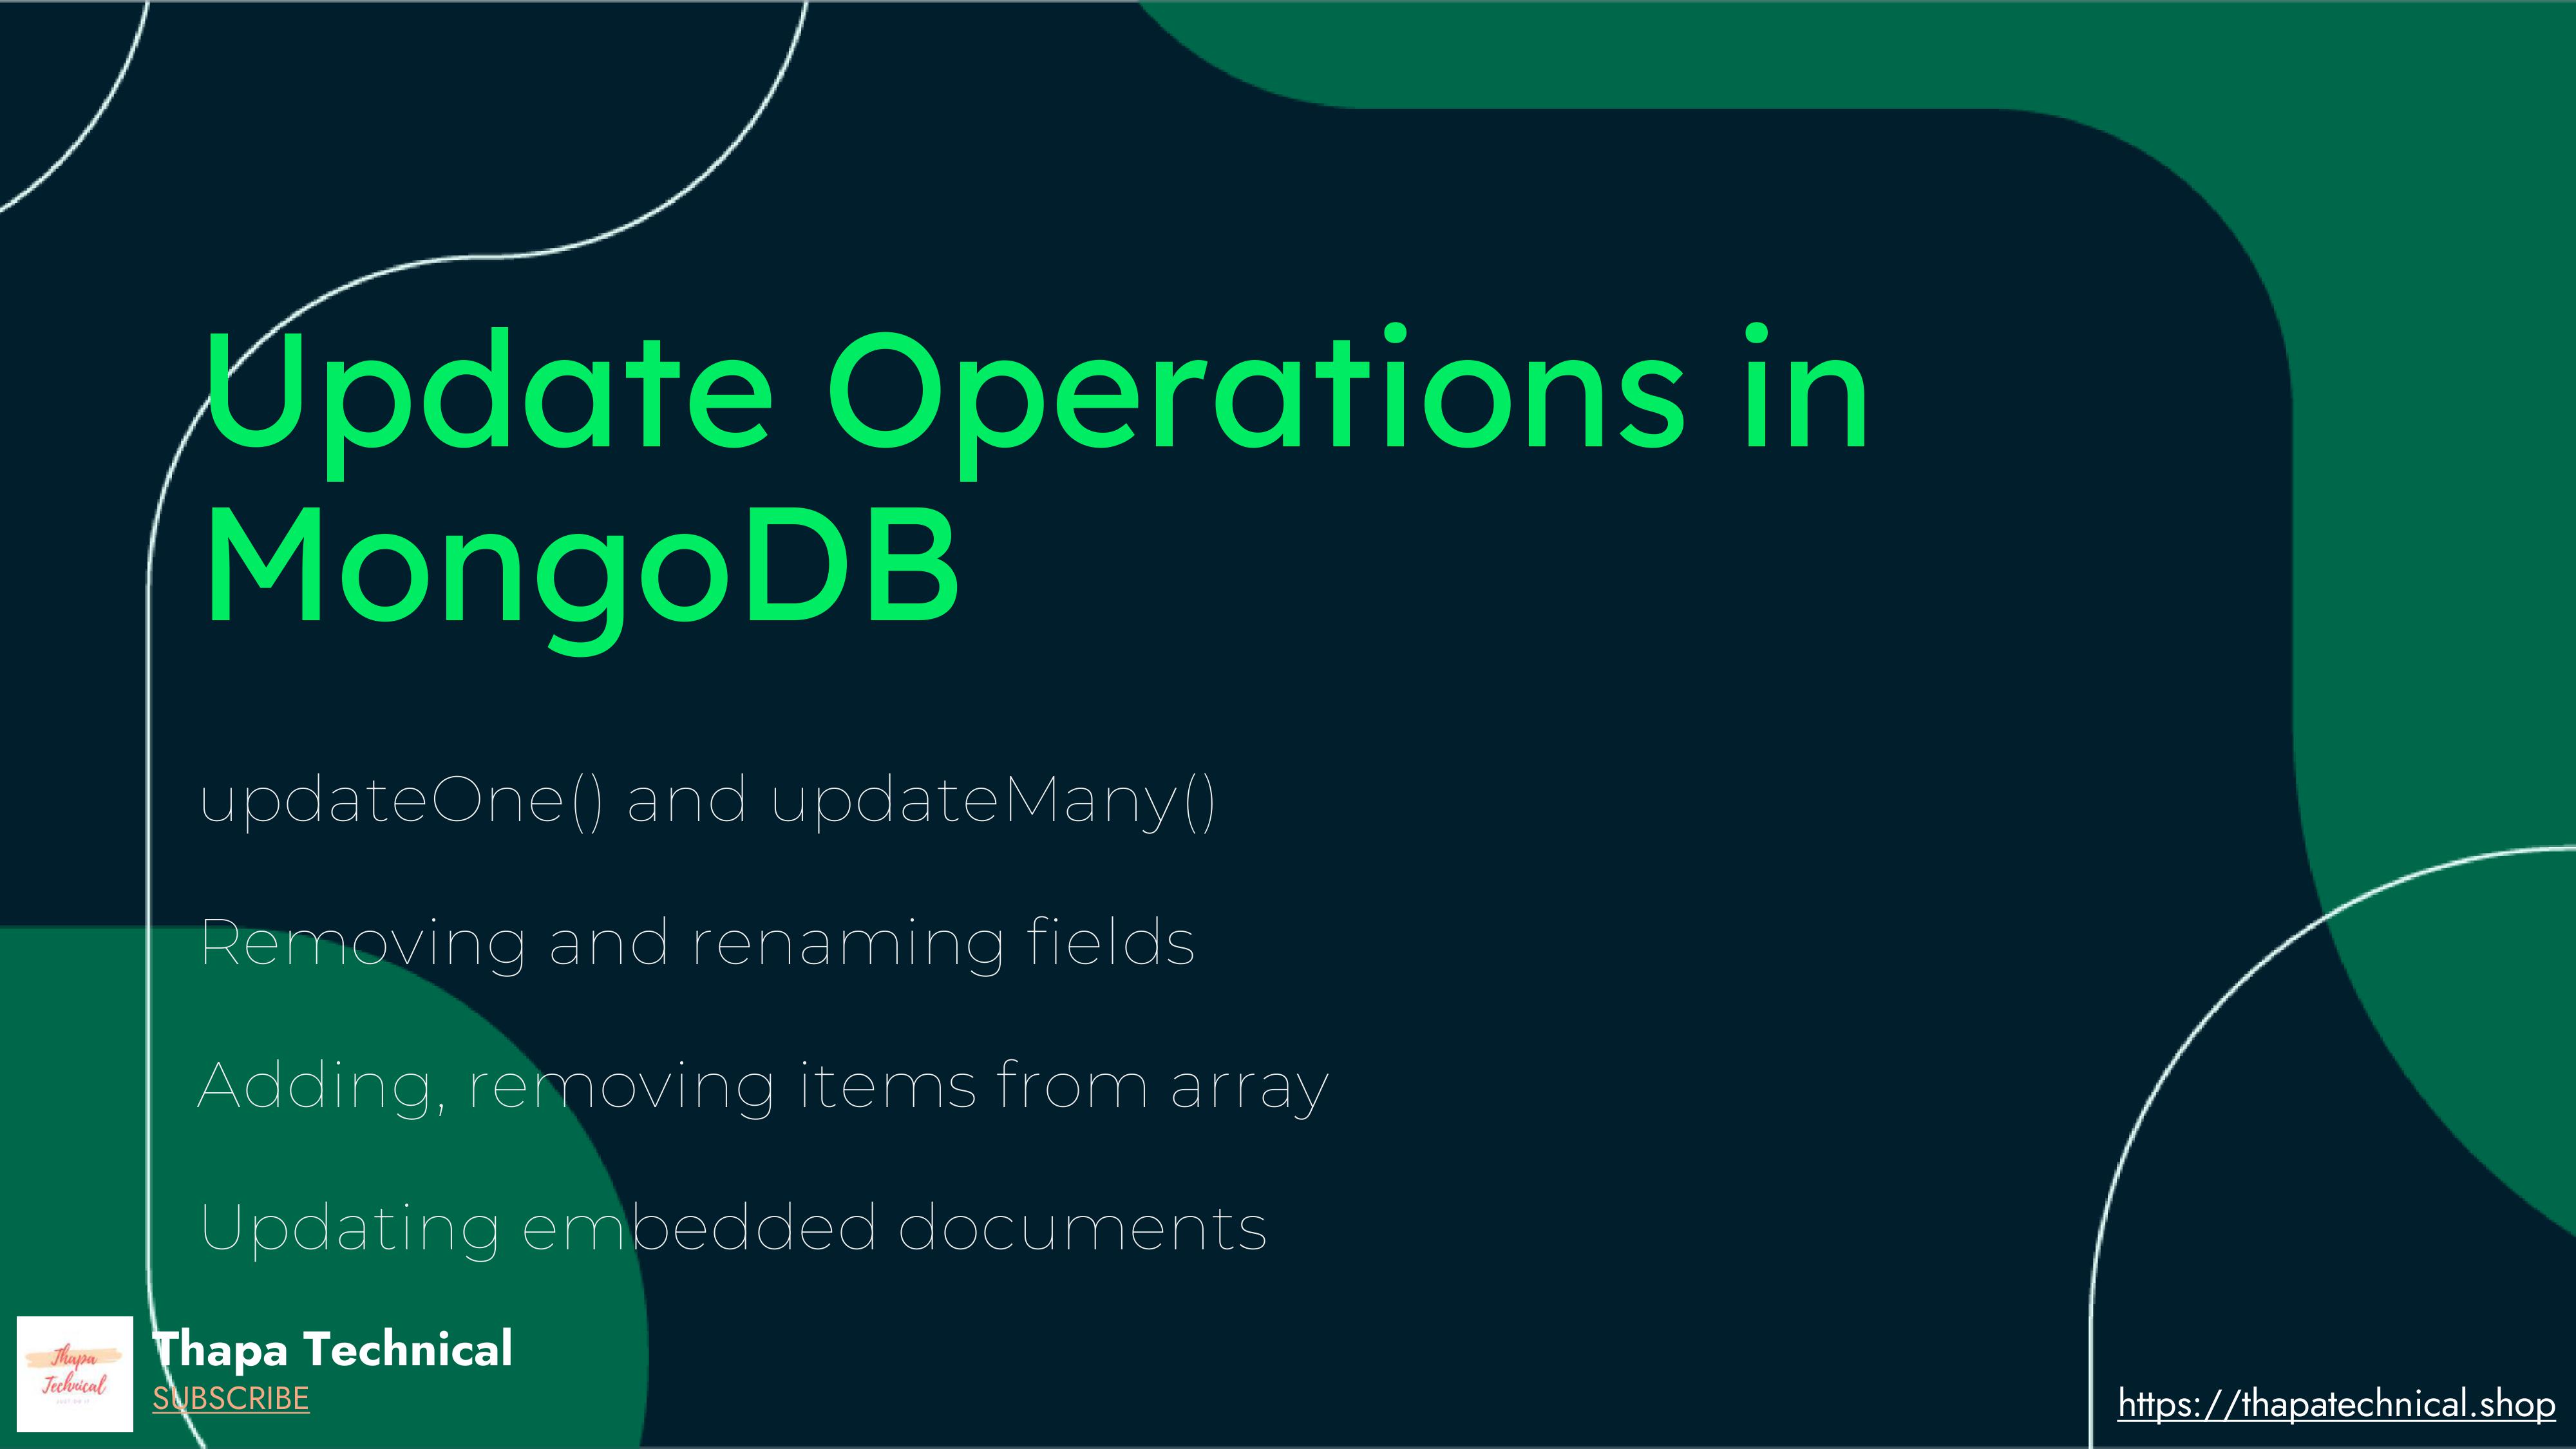 Update Operations in
MongoDB
updateOne() and updateMany()
Removing and renaming fields
Adding, removing items from array
Updating embedded documents
Thapa
Technical
Thapa Technical
SUBSCRIBE
https://thapatechnical.shop